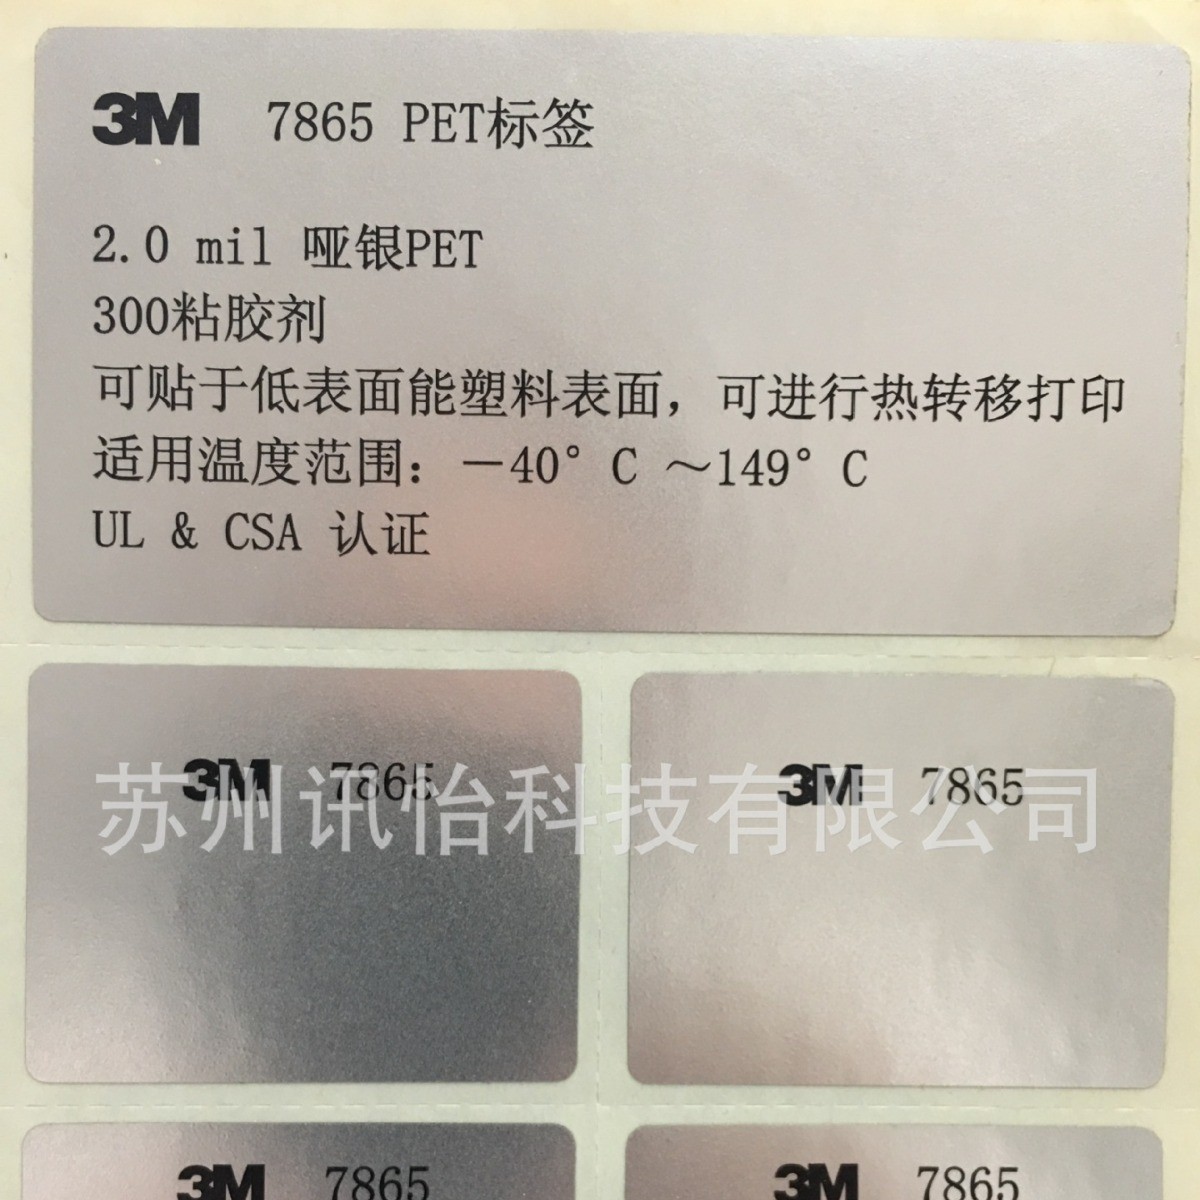 3M 7865 PET标签
2.0 mil 哑银PET
300粘胶剂
可贴于低表面能塑料表面，可进行热转移打印
适用温度范围：－40°C ～149°C
UL & CSA 认证
3M 7865
3M 7865
苏州讯怡科技有限公司
3M 7865
3M 7865